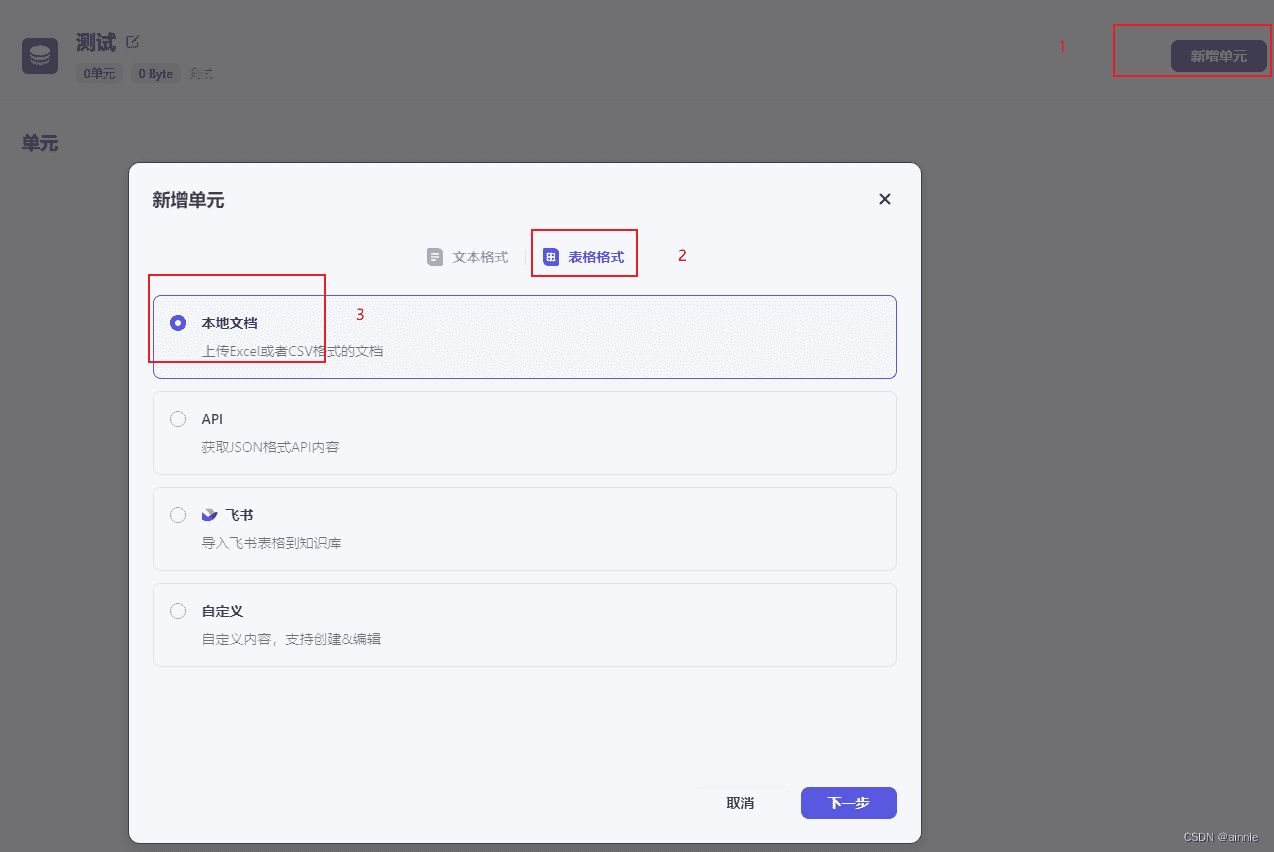 测试
1
新增单元
0单元 0 Byte 测试
单元
新增单元
文本格式 表格格式 2
本地文档 3
上传Excel或者CSV格式的文档
API
获取JSON格式API内容
飞书
导入飞书表格到知识库
自定义
自定义内容，支持创建&编辑
取消 下一步
CSDN @ainnle